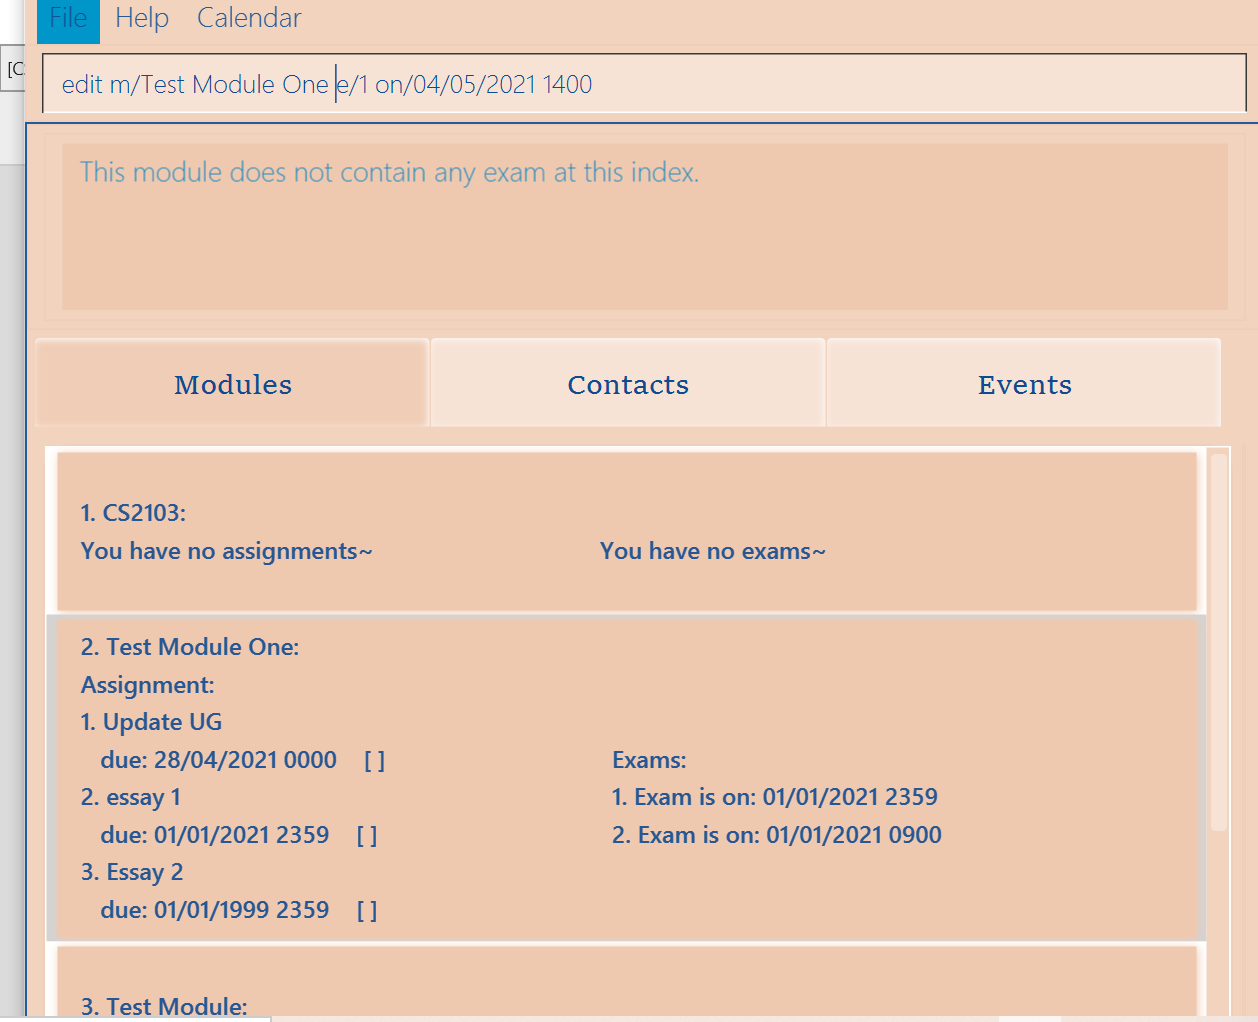 File Help Calendar
[C
edit m/Test Module One e/1 on/04/05/2021 1400
This module does not contain any exam at this index.
Modules Contacts Events
1. CS2103:
You have no assignments~ You have no exams~
2. Test Module One:
Assignment:
1. Update UG
due: 28/04/2021 0000 [ ] Exams:
2. essay 1 1. Exam is on: 01/01/2021 2359
due: 01/01/2021 2359 [ ] 2. Exam is on: 01/01/2021 0900
3. Essay 2
due: 01/01/1999 2359 [ ]
3. Test Module: